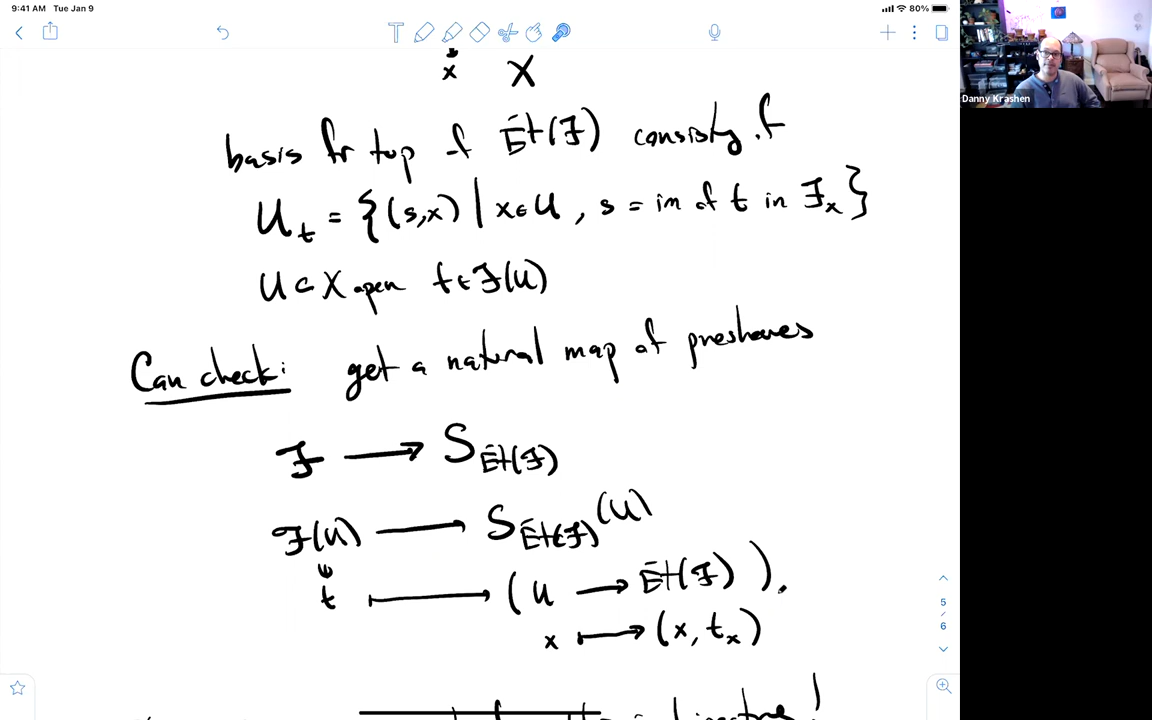 9:41 AM Tue Jan 9
80%
Danny Krashen
x X
basis for top of Ét(ℱ) consisting of
U_t = {(s,x) | x∈U, s = im of t in ℱ_x}
U ⊂ X open t∈ℱ(U)
Can check: get a natural map of presheaves
ℱ → S_Ét(ℱ)
ℱ(U) → S_Ét(ℱ)(U)
t ↦ (U → Ét(ℱ)).
x ↦ (x, t_x)
5
/
6